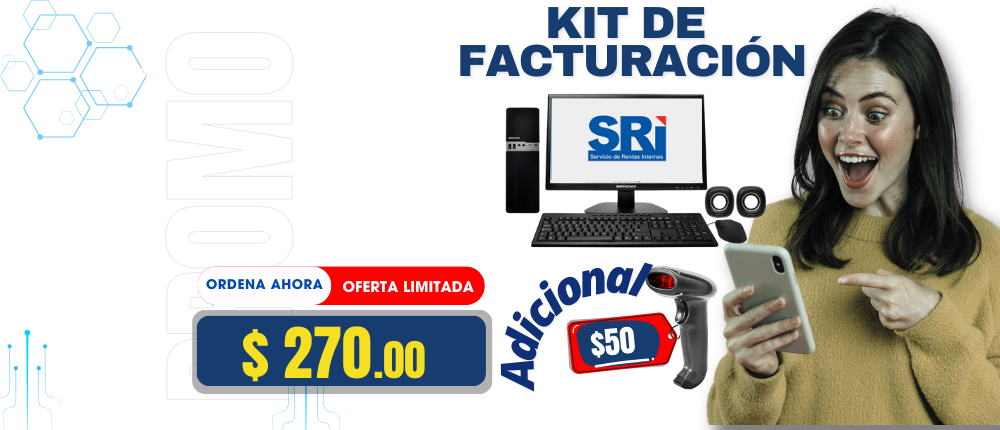 KIT DE
FACTURACIÓN
PROMO
SRi
Servicio de Rentas Internas
ORDENA AHORA
OFERTA LIMITADA
$ 270.00
Adicional
$50